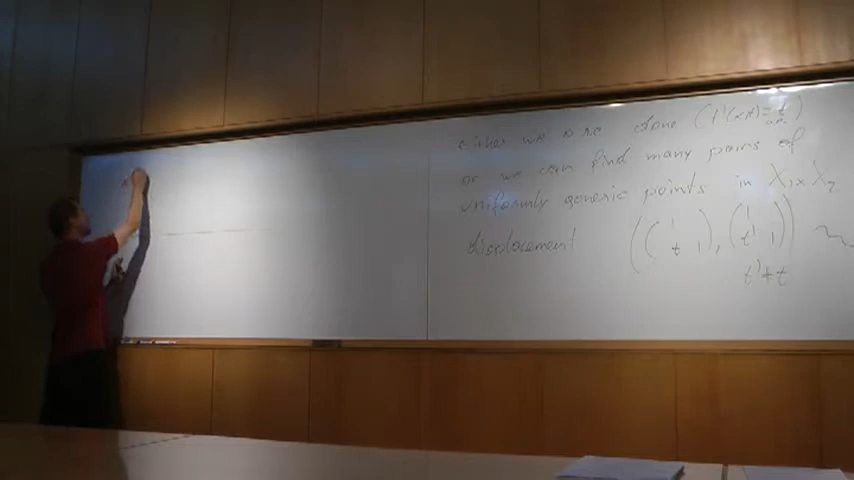 either we are done (t'(x,t)=t
or we can find many pairs of
uniformly generic points in X₁×X₂
displacement ((1 t 1), (1 t' 1))
t'≠t